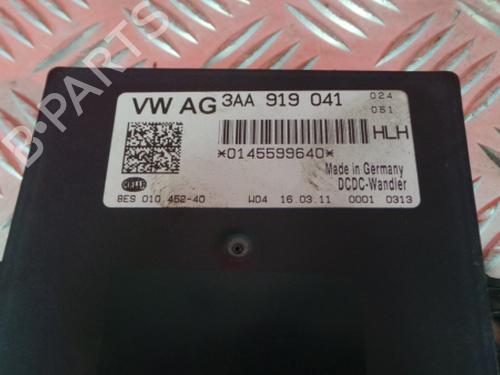 VW AG 3AA 919 041 024
051
HLH
*0145599640*
Made in Germany
DCDC-Wandler
HELLA
8ES 010 452-40 W04 16.03.11 0001 0313